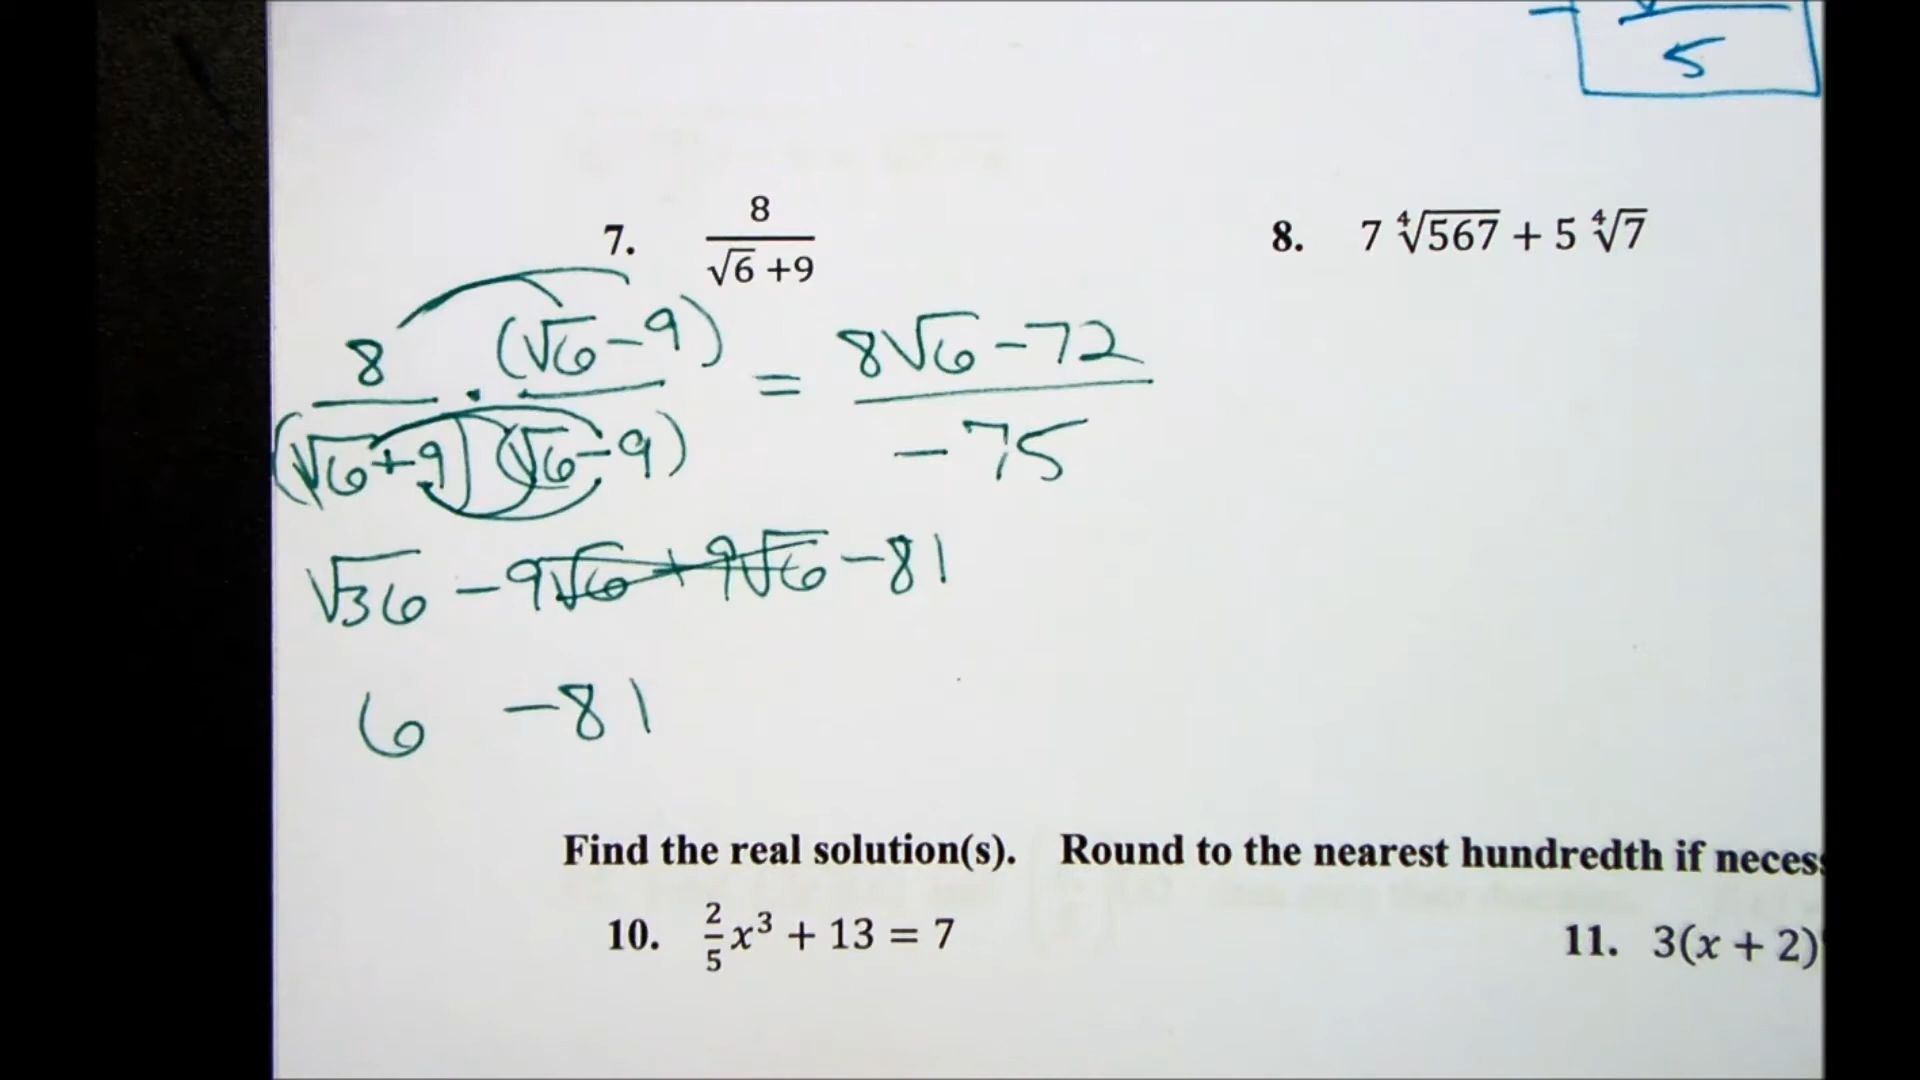 5
7. 8/(√6 +9)
8. 7 ∜567 + 5 ∜7
8/(√6+9) · (√6-9)/(√6-9) = (8√6-72)/-75
√36 -9√6 + 9√6 -81
6 -81
Find the real solution(s). Round to the nearest hundredth if
10. 2/5 x³ + 13 = 7
11. 3(x + 2)